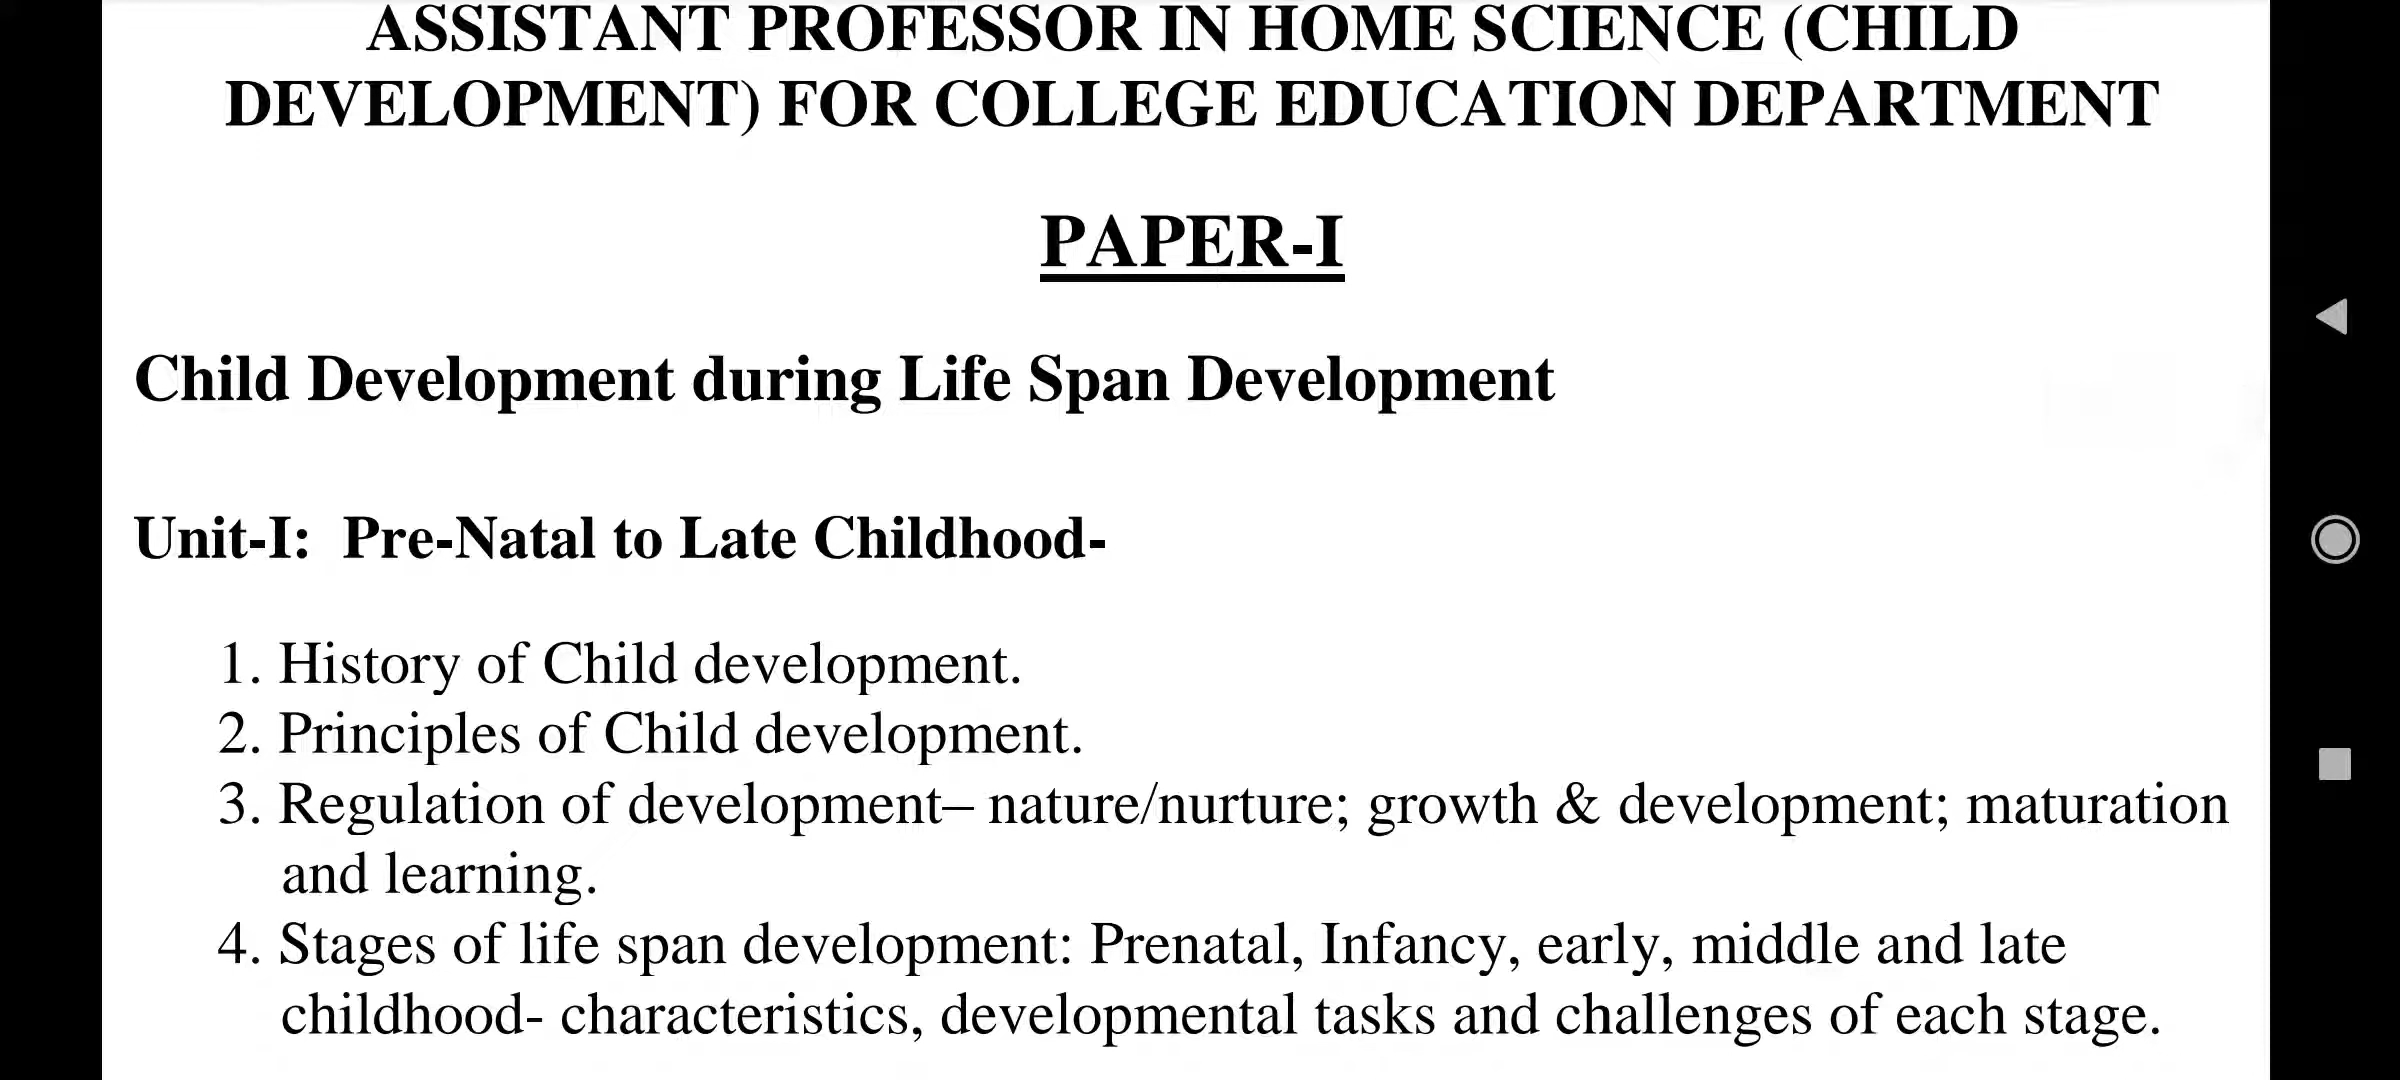 ASSISTANT PROFESSOR IN HOME SCIENCE (CHILD
DEVELOPMENT) FOR COLLEGE EDUCATION DEPARTMENT
PAPER-I
Child Development during Life Span Development
Unit-I: Pre-Natal to Late Childhood-
1. History of Child development.
2. Principles of Child development.
3. Regulation of development– nature/nurture; growth & development; maturation
and learning.
4. Stages of life span development: Prenatal, Infancy, early, middle and late
childhood- characteristics, developmental tasks and challenges of each stage.